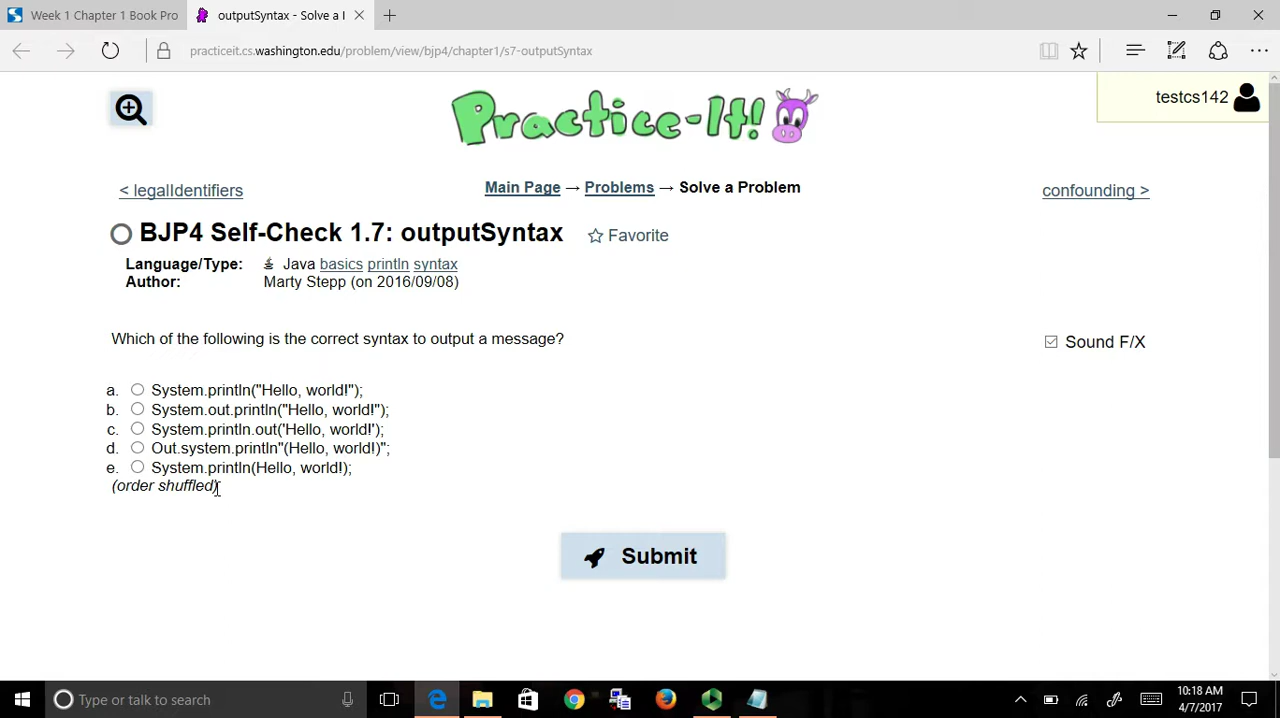 Week 1 Chapter 1 Book Pro
outputSyntax - Solve a I
practiceit.cs.washington.edu/problem/view/bjp4/chapter1/s7-outputSyntax
Practice-It!
testcs142
< legalIdentifiers
Main Page → Problems → Solve a Problem
confounding >
BJP4 Self-Check 1.7: outputSyntax
Favorite
Language/Type: Java basics println syntax
Author: Marty Stepp (on 2016/09/08)
Which of the following is the correct syntax to output a message?
Sound F/X
a. System.println("Hello, world!");
b. System.out.println("Hello, world!");
c. System.println.out('Hello, world!');
d. Out.system.println"(Hello, world!)";
e. System.println(Hello, world!);
(order shuffled)
Submit
Type or talk to search
10:18 AM
4/7/2017